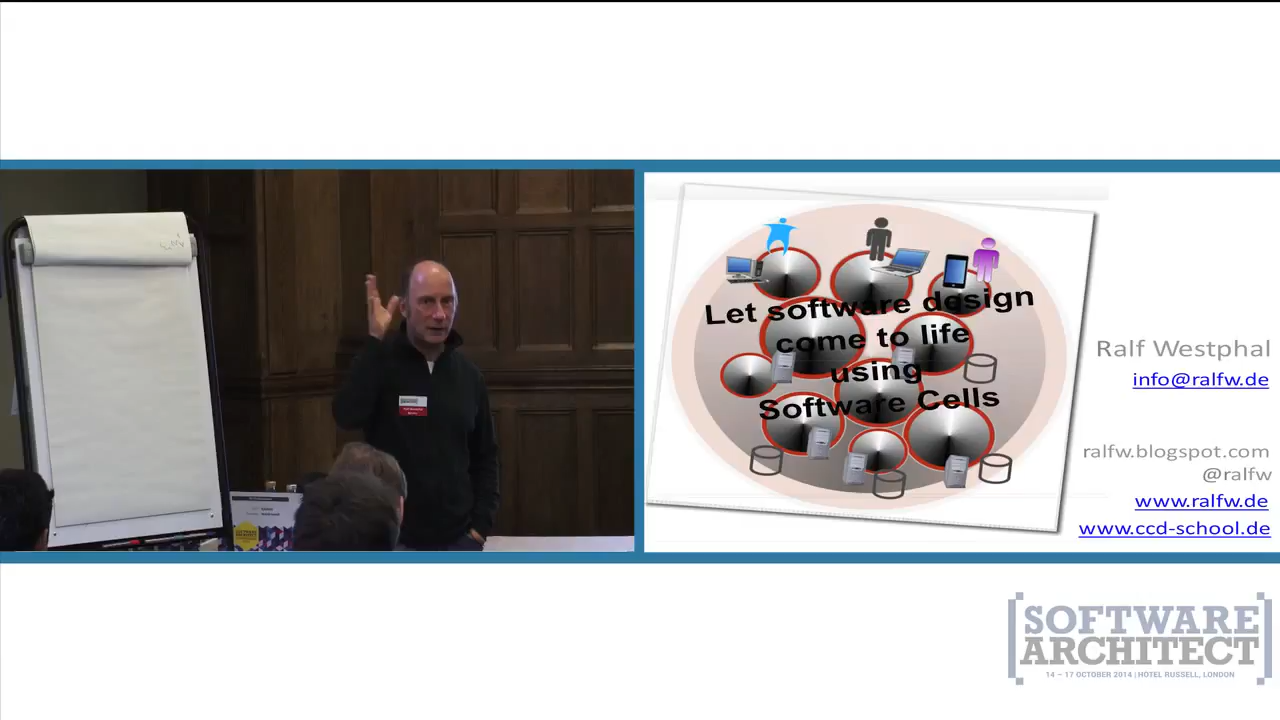 Let software design
come to life
using
Software Cells
Ralf Westphal
info@ralfw.de
ralfw.blogspot.com
@ralfw
www.ralfw.de
www.ccd-school.de
[SOFTWARE
ARCHITECT]
14 – 17 OCTOBER 2014 | HOTEL RUSSELL, LONDON